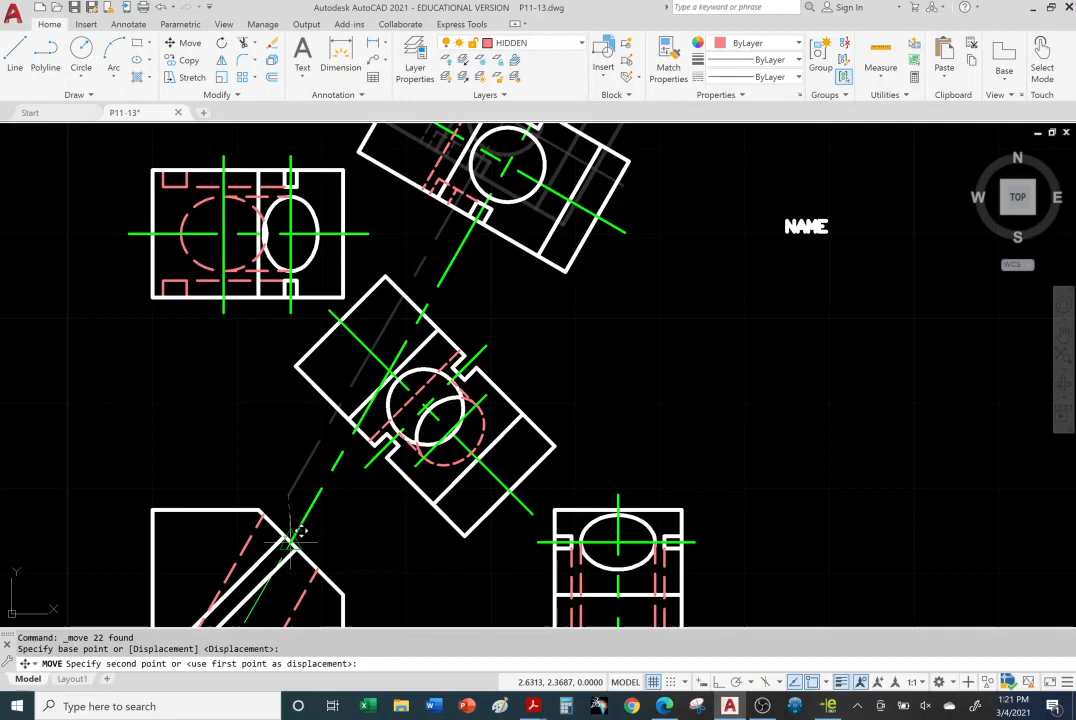 Autodesk AutoCAD 2021 - EDUCATIONAL VERSION P11-13.dwg
Type a keyword or phrase
Sign In
Home Insert Annotate Parametric View Manage Output Add-ins Collaborate Express Tools
Line Polyline Circle Arc
Move
Copy
Stretch
Text Dimension
Layer
Properties
HIDDEN
Insert
Match
Properties
ByLayer
ByLayer
ByLayer
Group
Measure
Paste
Base
Select
Mode
Draw Modify Annotation Layers Block Properties Groups Utilities Clipboard View Touch
Start P11-13*
N
W TOP E
S
WCS
NAME
Y
X
Command: _move 22 found
Specify base point or [Displacement] <Displacement>:
MOVE Specify second point or <use first point as displacement>:
Model Layout1 +
2.6313, 2.3687, 0.0000 MODEL 1:1
Type here to search
1:21 PM
3/4/2021